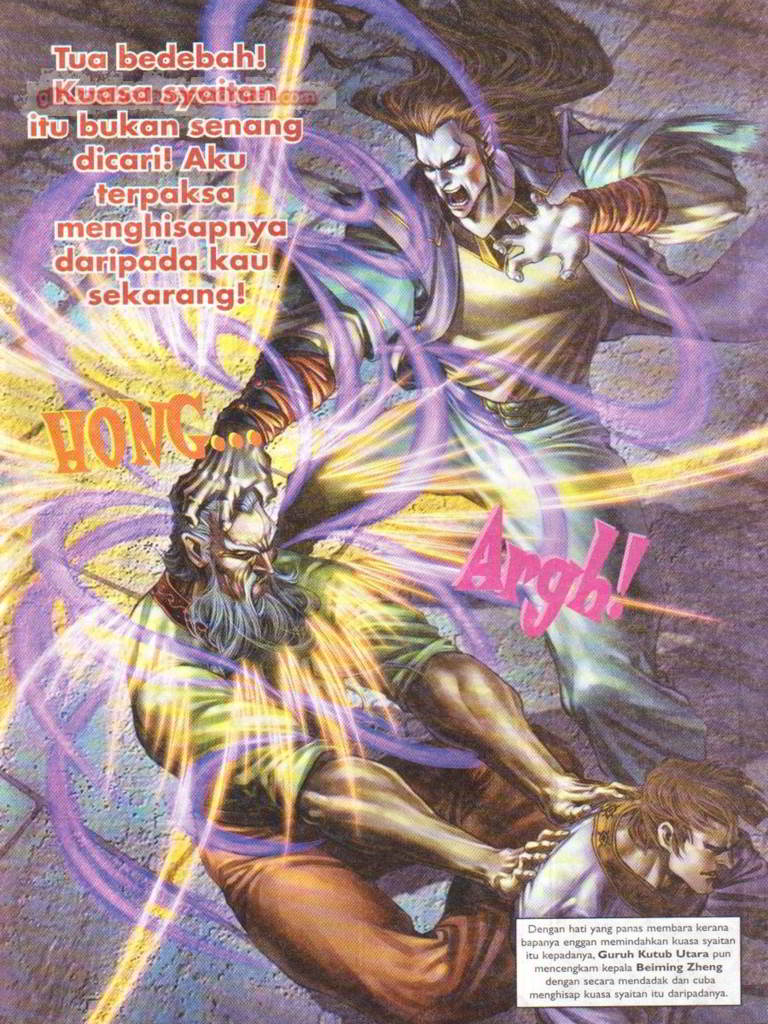 Tua bedebah!
Kuasa syaitan
itu bukan senang
dicari! Aku
terpaksa
menghisapnya
daripada kau
sekarang!
HONG...
Argh!
Dengan hati yang panas membara kerana
bapanya enggan memindahkan kuasa syaitan
itu kepadanya, Guruh Kutub Utara pun
mencengkam kepala Beiming Zheng
dengan secara mendadak dan cuba
menghisap kuasa syaitan itu daripadanya.